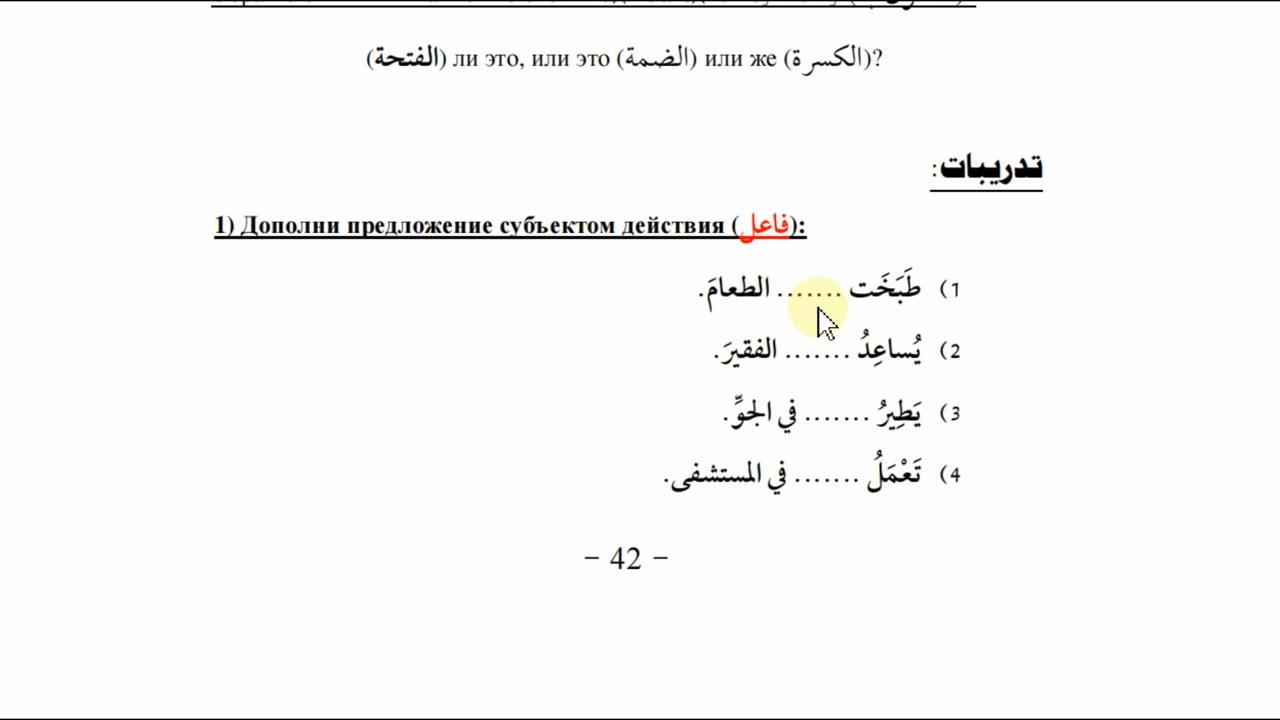 (الفتحة) ли это, или это (الضمة) или же (الكسرة)?
تدريبات:
1) Дополни предложение субъектом действия (فاعل):
1) طَبَخَت ....... الطعامَ.
2) يُساعِدُ ....... الفقيرَ.
3) يَطِيرُ ....... في الجوِّ.
4) تَعْمَلُ ....... في المستشفى.
– 42 –